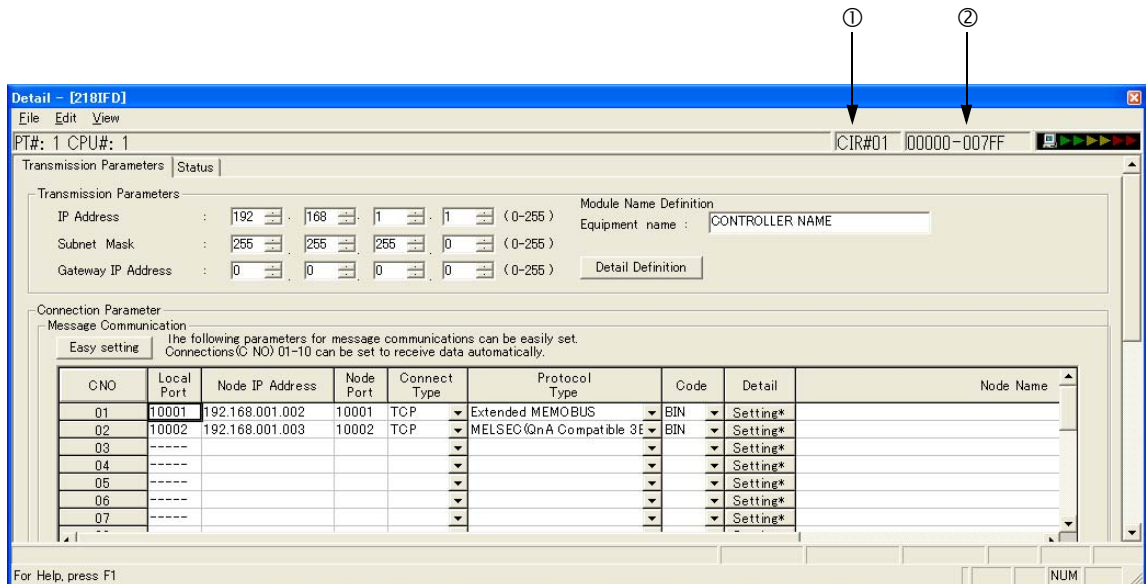 ① ②
Detail - [218IFD]
File Edit View
PT#: 1 CPU#: 1 CIR#01 00000-007FF
Transmission Parameters Status
Transmission Parameters
Module Name Definition
IP Address : 192 . 168 . 1 . 1 (0-255)
Equipment name : CONTROLLER NAME
Subnet Mask : 255 255 255 0 (0-255)
Gateway IP Address : 0 . 0 . 0 . 0 (0-255) Detail Definition
Connection Parameter
Message Communication
Easy setting The following parameters for message communications can be easily set.
Connections(C NO) 01-10 can be set to receive data automatically.
CNO Local Port Node IP Address Node Port Connect Type Protocol Type Code Detail Node Name
01 10001 192.168.001.002 10001 TCP Extended MEMOBUS BIN Setting*
02 10002 192.168.001.003 10002 TCP MELSEC(QnA Compatible 3E BIN Setting*
03 ----- Setting*
04 ----- Setting*
05 ----- Setting*
06 ----- Setting*
07 ----- Setting*
For Help, press F1 NUM